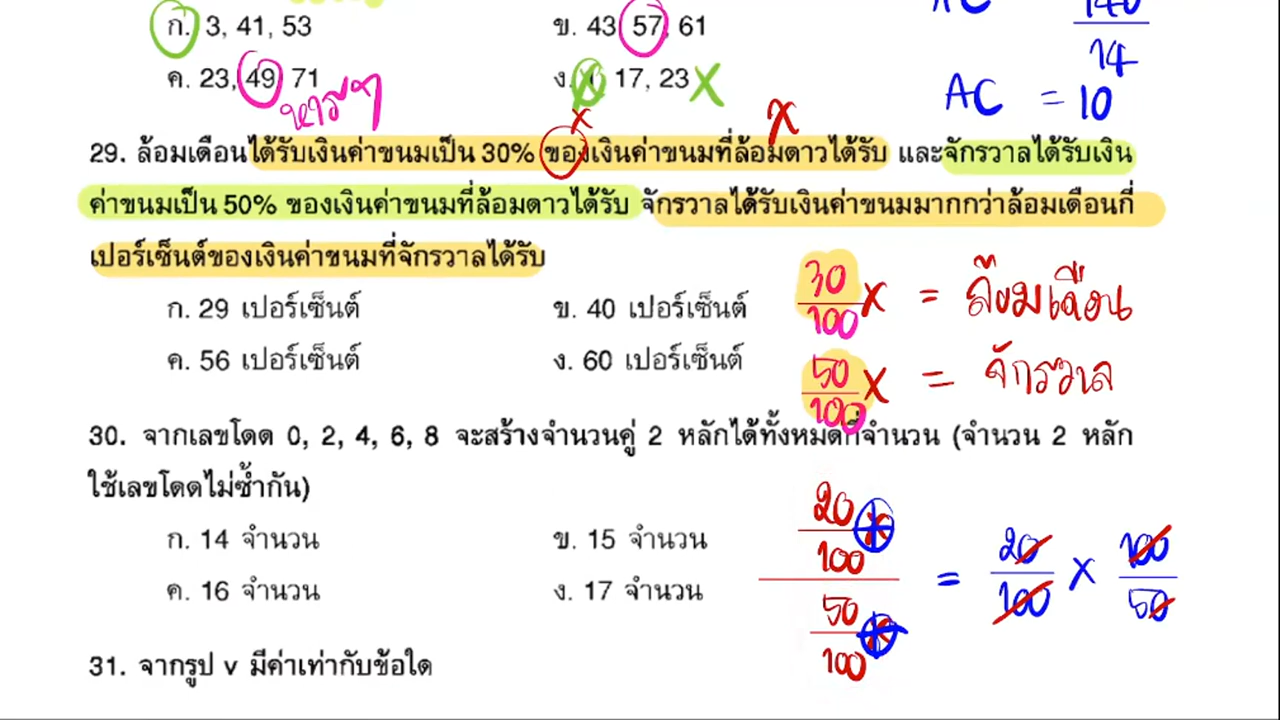 ก. 3, 41, 53 ข. 43 57, 61
ค. 23, 49, 71 ง. 17, 23 X
หาร 7
AC
140
14
AC = 10
x X
29. ล้อมเดือนได้รับเงินค่าขนมเป็น 30% ของเงินค่าขนมที่ล้อมดาวได้รับ และจักรวาลได้รับเงิน
ค่าขนมเป็น 50% ของเงินค่าขนมที่ล้อมดาวได้รับ จักรวาลได้รับเงินค่าขนมมากกว่าล้อมเดือนกี่
เปอร์เซ็นต์ของเงินค่าขนมที่จักรวาลได้รับ
ก. 29 เปอร์เซ็นต์ ข. 40 เปอร์เซ็นต์
ค. 56 เปอร์เซ็นต์ ง. 60 เปอร์เซ็นต์
30/100 x = ล้อมเดือน
50/100 x = จักรวาล
30. จากเลขโดด 0, 2, 4, 6, 8 จะสร้างจำนวนคู่ 2 หลักได้ทั้งหมดกี่จำนวน (จำนวน 2 หลัก
ใช้เลขโดดไม่ซ้ำกัน)
ก. 14 จำนวน ข. 15 จำนวน
ค. 16 จำนวน ง. 17 จำนวน
20/100 x
50/100 x
= 20/100 x 100/50
31. จากรูป v มีค่าเท่ากับข้อใด